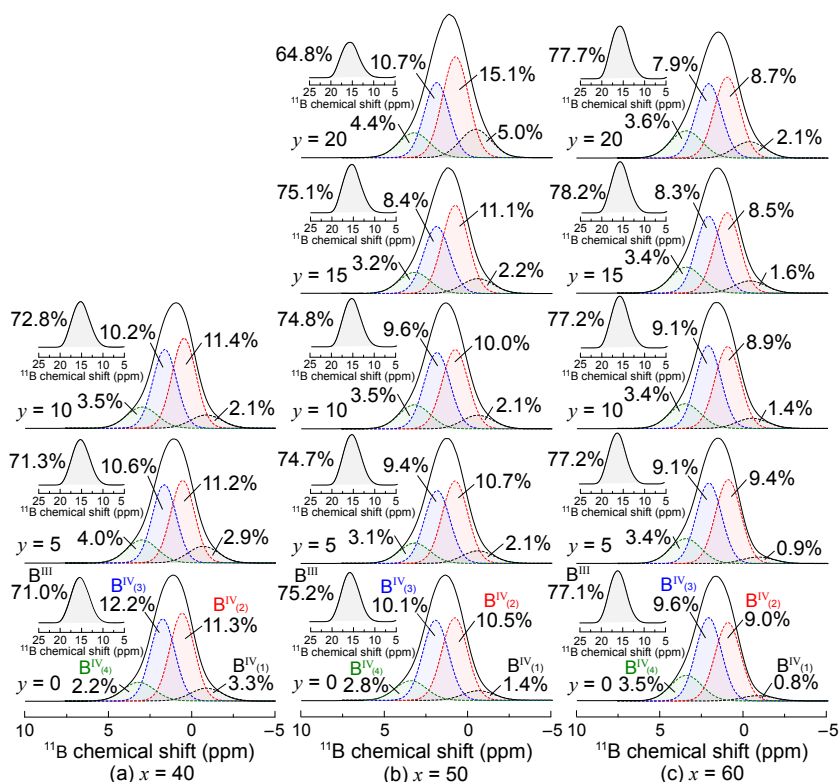 64.8%
10.7%
15.1%
25 20 15 10 5
¹¹B chemical shift (ppm)
4.4%
5.0%
y = 20
77.7%
7.9%
8.7%
25 20 15 10 5
¹¹B chemical shift (ppm)
3.6%
2.1%
y = 20
75.1%
8.4%
11.1%
25 20 15 10 5
¹¹B chemical shift (ppm)
3.2%
2.2%
y = 15
78.2%
8.3%
8.5%
25 20 15 10 5
¹¹B chemical shift (ppm)
3.4%
1.6%
y = 15
72.8%
10.2%
11.4%
25 20 15 10 5
¹¹B chemical shift (ppm)
3.5%
2.1%
y = 10
74.8%
9.6%
10.0%
25 20 15 10 5
¹¹B chemical shift (ppm)
3.5%
2.1%
y = 10
77.2%
9.1%
8.9%
25 20 15 10 5
¹¹B chemical shift (ppm)
3.4%
1.4%
y = 10
71.3%
10.6%
11.2%
25 20 15 10 5
¹¹B chemical shift (ppm)
4.0%
2.9%
y = 5
74.7%
9.4%
10.7%
25 20 15 10 5
¹¹B chemical shift (ppm)
3.1%
2.1%
y = 5
77.2%
9.1%
9.4%
25 20 15 10 5
¹¹B chemical shift (ppm)
3.4%
0.9%
y = 5
Bᴵᴵᴵ
71.0%
Bᴵⱽ₍₃₎
12.2%
Bᴵⱽ₍₂₎
11.3%
25 20 15 10 5
¹¹B chemical shift (ppm)
Bᴵⱽ₍₄₎
2.2%
Bᴵⱽ₍₁₎
3.3%
y = 0
Bᴵᴵᴵ
75.2%
Bᴵⱽ₍₃₎
10.1%
Bᴵⱽ₍₂₎
10.5%
25 20 15 10 5
¹¹B chemical shift (ppm)
Bᴵⱽ₍₄₎
2.8%
Bᴵⱽ₍₁₎
1.4%
y = 0
Bᴵᴵᴵ
77.1%
Bᴵⱽ₍₃₎
9.6%
Bᴵⱽ₍₂₎
9.0%
25 20 15 10 5
¹¹B chemical shift (ppm)
Bᴵⱽ₍₄₎
3.5%
Bᴵⱽ₍₁₎
0.8%
y = 0
10 5 0 -5
¹¹B chemical shift (ppm)
(a) x = 40
10 5 0 -5
¹¹B chemical shift (ppm)
(b) x = 50
10 5 0 -5
¹¹B chemical shift (ppm)
(c) x = 60